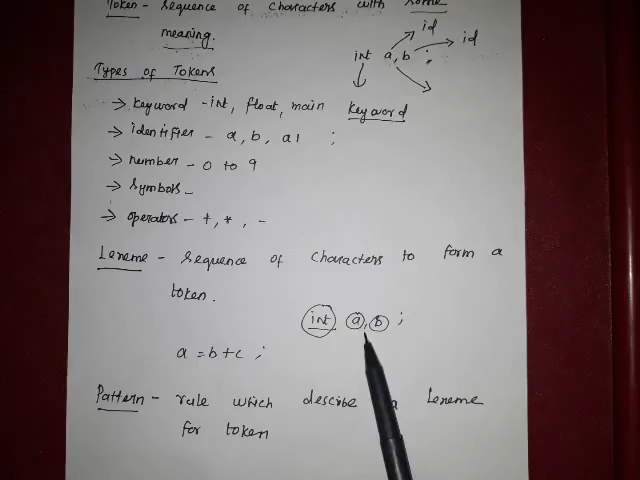 Token - Sequence of characters with some
meaning.
id
id
int a, b ;
Types of Tokens
→ keyword - int, float, main
keyword
→ identifier - a, b, a1 ;
→ number - 0 to 9
→ symbols -
→ operators - +, *, -
Lexeme - Sequence of characters to form a
token.
int a, b ;
a = b + c ;
Pattern - rule which describe a Lexeme
for token